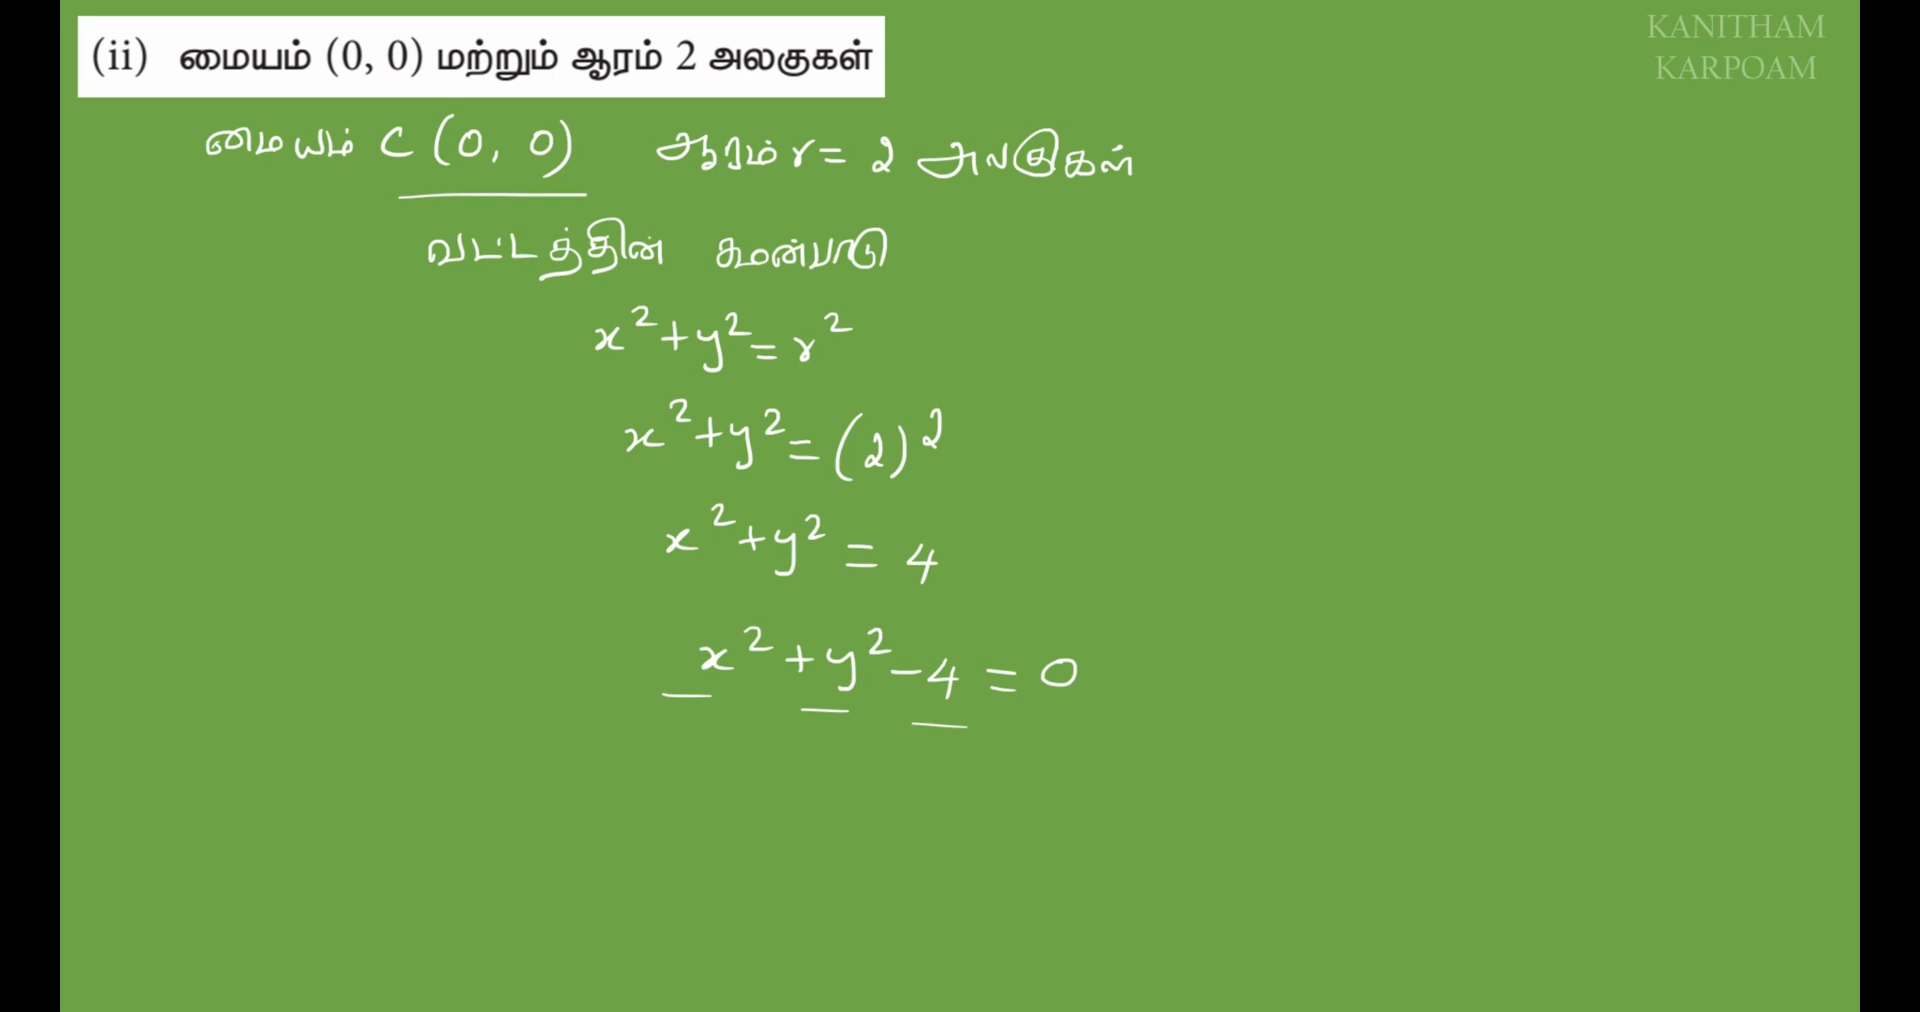 (ii) மையம் (0, 0) மற்றும் ஆரம் 2 அலகுகள்
KANITHAM
KARPOAM
மையம் C (0, 0) ஆரம் r = 2 அலகுகள்
வட்டத்தின் சமன்பாடு
x² + y² = r²
x² + y² = (2)²
x² + y² = 4
x² + y² - 4 = 0